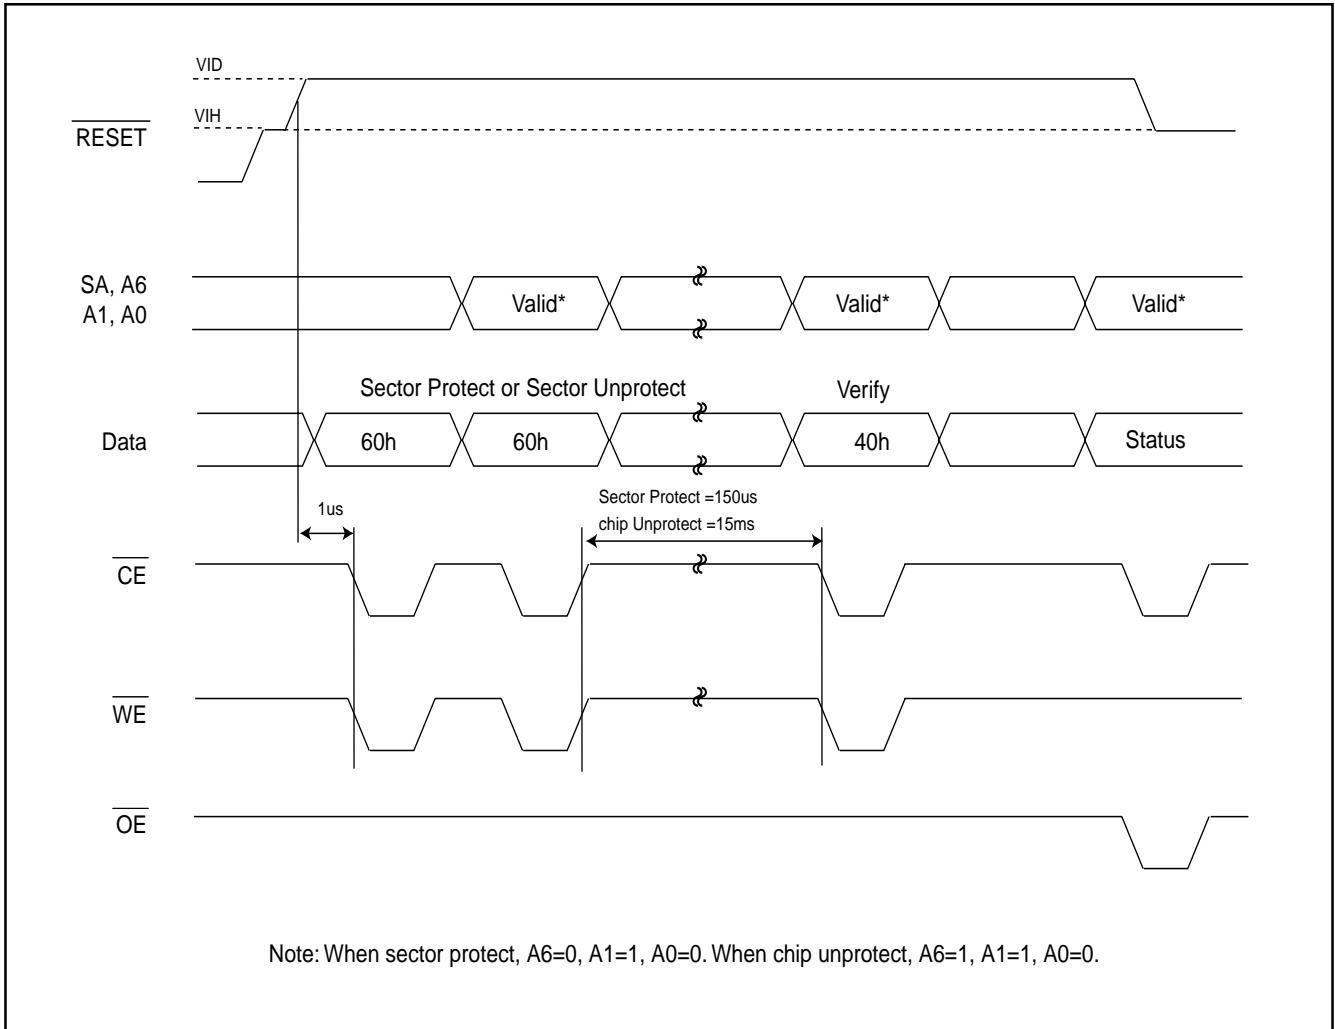 VID
VIH
RESET
SA, A6
A1, A0
Valid*
Valid*
Valid*
Sector Protect or Sector Unprotect
Verify
Data
60h
60h
40h
Status
1us
Sector Protect =150us
chip Unprotect =15ms
CE
WE
OE
Note: When sector protect, A6=0, A1=1, A0=0. When chip unprotect, A6=1, A1=1, A0=0.